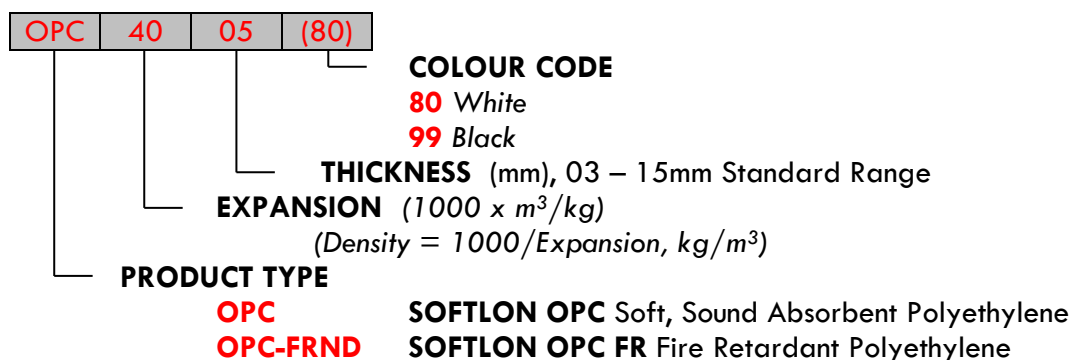 OPC 40 05 (80)
COLOUR CODE
80 White
99 Black
THICKNESS (mm), 03 – 15mm Standard Range
EXPANSION (1000 x m³/kg)
(Density = 1000/Expansion, kg/m³)
PRODUCT TYPE
OPC SOFTLON OPC Soft, Sound Absorbent Polyethylene
OPC-FRND SOFTLON OPC FR Fire Retardant Polyethylene